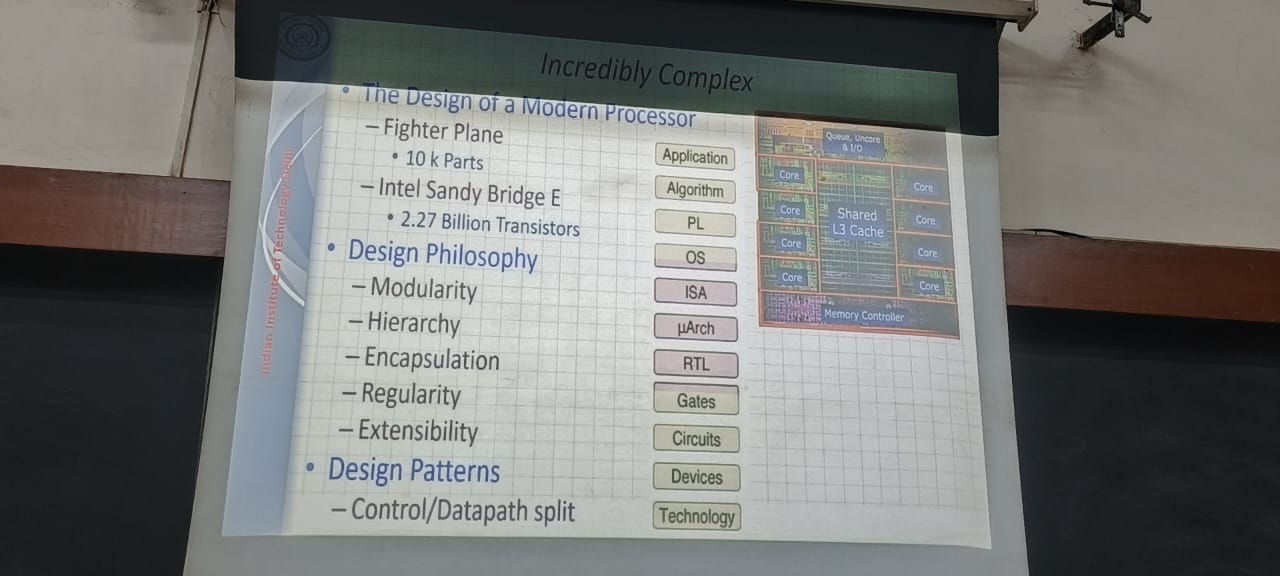 Incredibly Complex
• The Design of a Modern Processor
– Fighter Plane
• 10 k Parts
– Intel Sandy Bridge E
• 2.27 Billion Transistors
• Design Philosophy
– Modularity
– Hierarchy
– Encapsulation
– Regularity
– Extensibility
• Design Patterns
– Control/Datapath split
Application
Algorithm
PL
OS
ISA
µArch
RTL
Gates
Circuits
Devices
Technology
Queue, Uncore
& I/O
Core
Core
Core
Core
Shared
L3 Cache
Core
Core
Core
Core
Memory Controller
Indian Institute of Technology Delhi